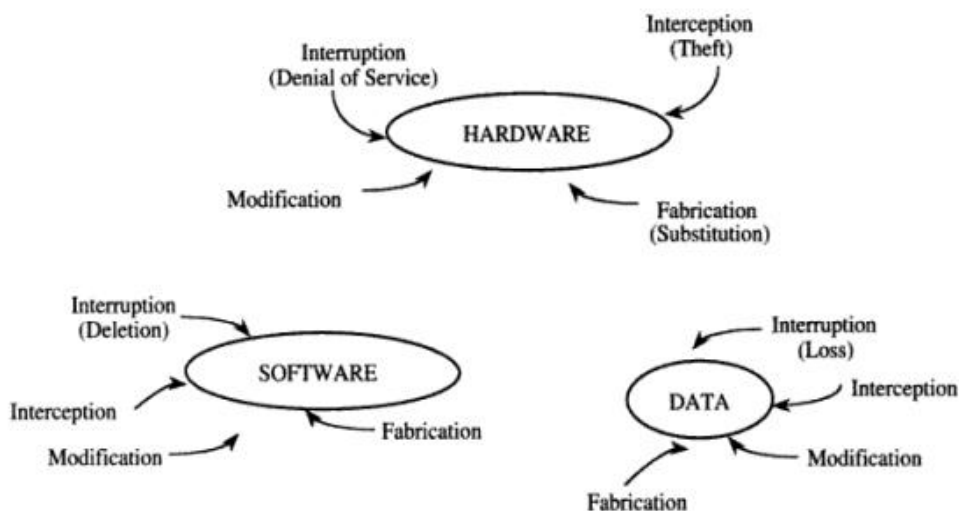 Interruption
(Denial of Service)
Interception
(Theft)
HARDWARE
Modification
Fabrication
(Substitution)
Interruption
(Deletion)
SOFTWARE
Interception
Modification
Fabrication
Interruption
(Loss)
DATA
Interception
Modification
Fabrication